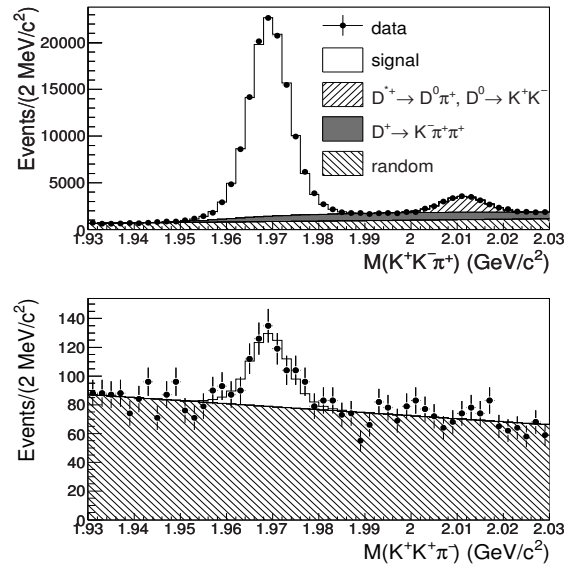 Events/(2 MeV/c²)
20000
15000
10000
5000
0
data
signal
D*⁺ → D⁰π⁺, D⁰ → K⁺K⁻
D⁺ → K⁻π⁺π⁺
random
1.93 1.94 1.95 1.96 1.97 1.98 1.99 2 2.01 2.02 2.03
M(K⁺K⁻π⁺) (GeV/c²)
Events/(2 MeV/c²)
140
120
100
80
60
40
20
0
1.93 1.94 1.95 1.96 1.97 1.98 1.99 2 2.01 2.02 2.03
M(K⁺K⁺π⁻) (GeV/c²)